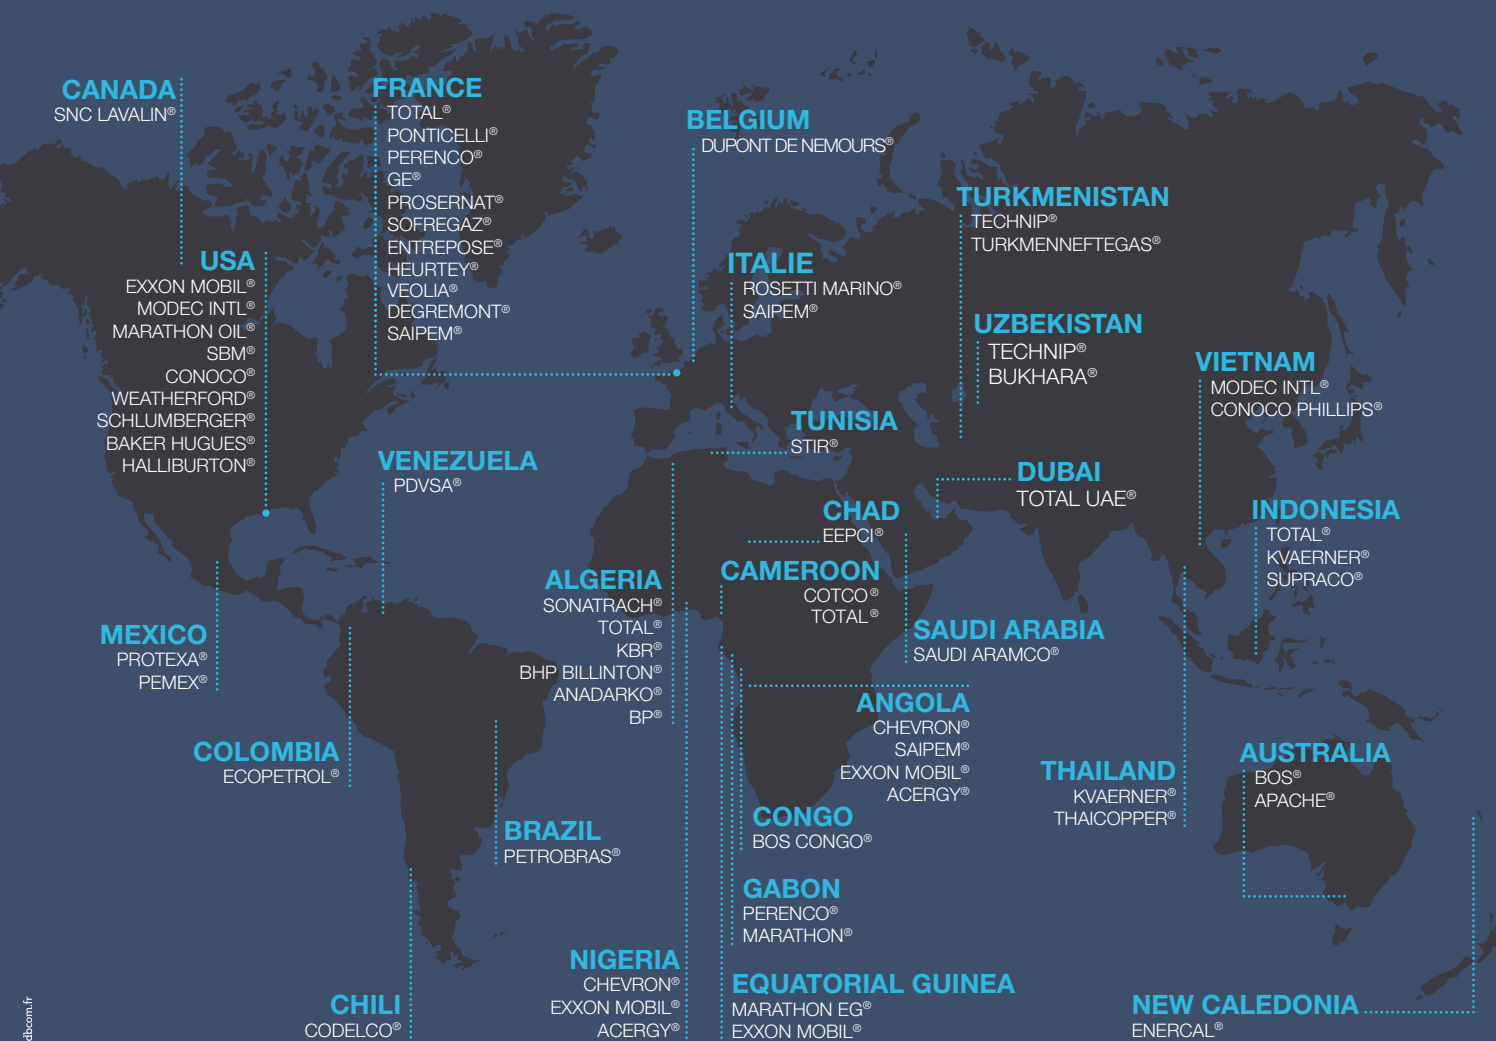 CANADA
SNC LAVALIN®
FRANCE
TOTAL®
PONTICELLI®
PERENCO®
GE®
PROSERNAT®
SOFREGAZ®
ENTREPOSE®
HEURTEY®
VEOLIA®
DEGREMONT®
SAIPEM®
BELGIUM
DUPONT DE NEMOURS®
TURKMENISTAN
TECHNIP®
TURKMENNEFTEGAS®
USA
EXXON MOBIL®
MODEC INTL®
MARATHON OIL®
SBM®
CONOCO®
WEATHERFORD®
SCHLUMBERGER®
BAKER HUGUES®
HALLIBURTON®
ITALIE
ROSETTI MARINO®
SAIPEM®
UZBEKISTAN
TECHNIP®
BUKHARA®
VIETNAM
MODEC INTL®
CONOCO PHILLIPS®
TUNISIA
STIR®
VENEZUELA
PDVSA®
DUBAI
TOTAL UAE®
CHAD
EEPCI®
INDONESIA
TOTAL®
KVAERNER®
SUPRACO®
ALGERIA
SONATRACH®
TOTAL®
KBR®
BHP BILLINTON®
ANADARKO®
BP®
CAMEROON
COTCO®
TOTAL®
MEXICO
PROTEXA®
PEMEX®
SAUDI ARABIA
SAUDI ARAMCO®
ANGOLA
CHEVRON®
SAIPEM®
EXXON MOBIL®
ACERGY®
COLOMBIA
ECOPETROL®
THAILAND
KVAERNER®
THAICOPPER®
AUSTRALIA
BOS®
APACHE®
BRAZIL
PETROBRAS®
CONGO
BOS CONGO®
GABON
PERENCO®
MARATHON®
NIGERIA
CHEVRON®
EXXON MOBIL®
ACERGY®
EQUATORIAL GUINEA
MARATHON EG®
EXXON MOBIL®
CHILI
CODELCO®
NEW CALEDONIA
ENERCAL®
dbcom.fr